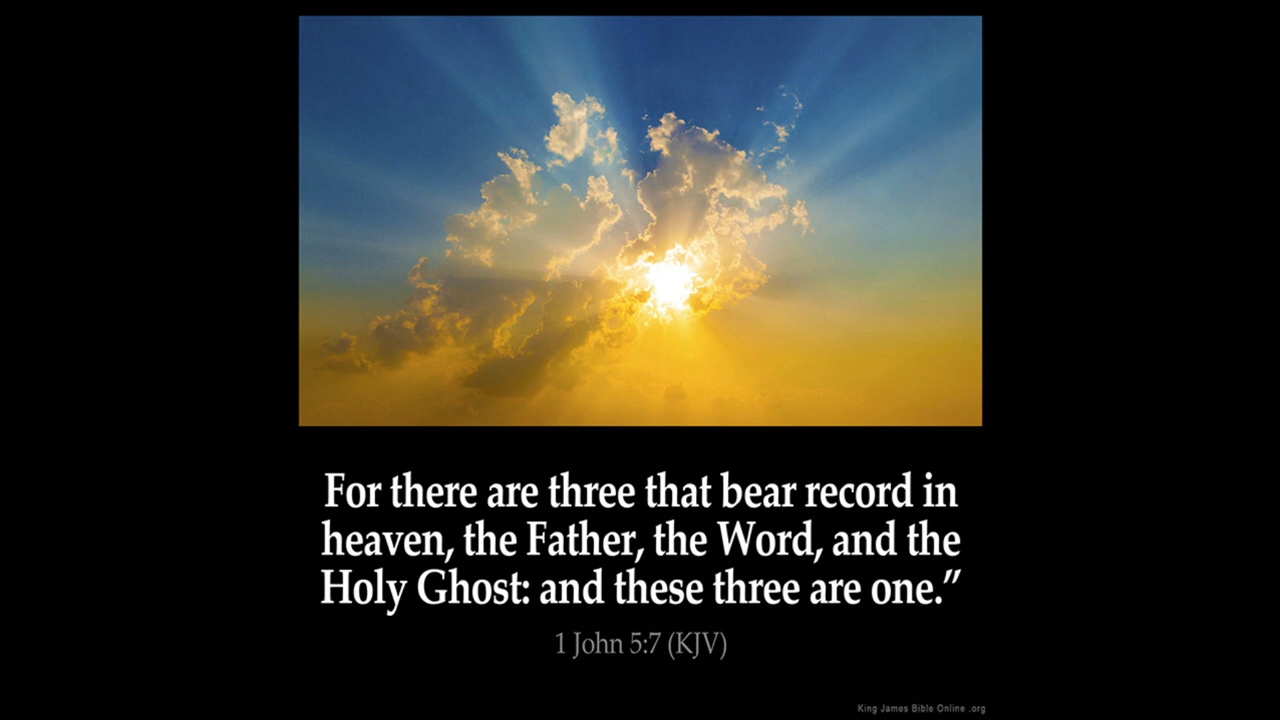 For there are three that bear record in
heaven, the Father, the Word, and the
Holy Ghost: and these three are one.”
1 John 5:7 (KJV)
King James Bible Online .org